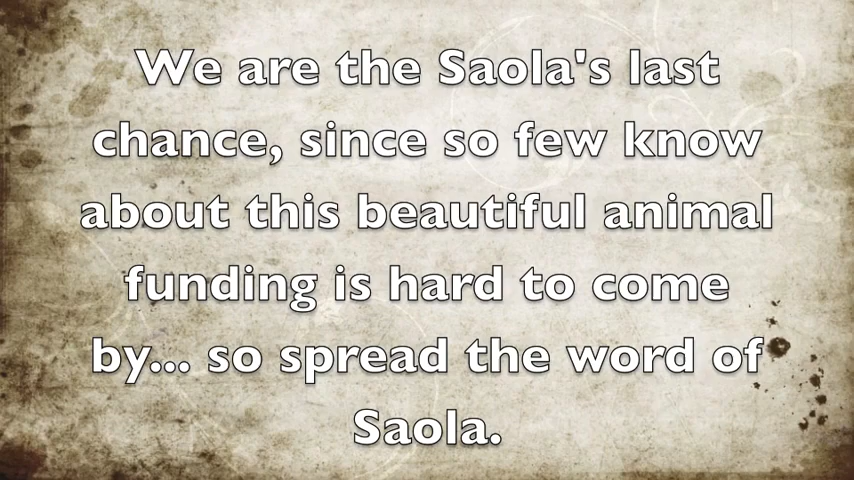 We are the Saola's last
chance, since so few know
about this beautiful animal
funding is hard to come
by... so spread the word of
Saola.